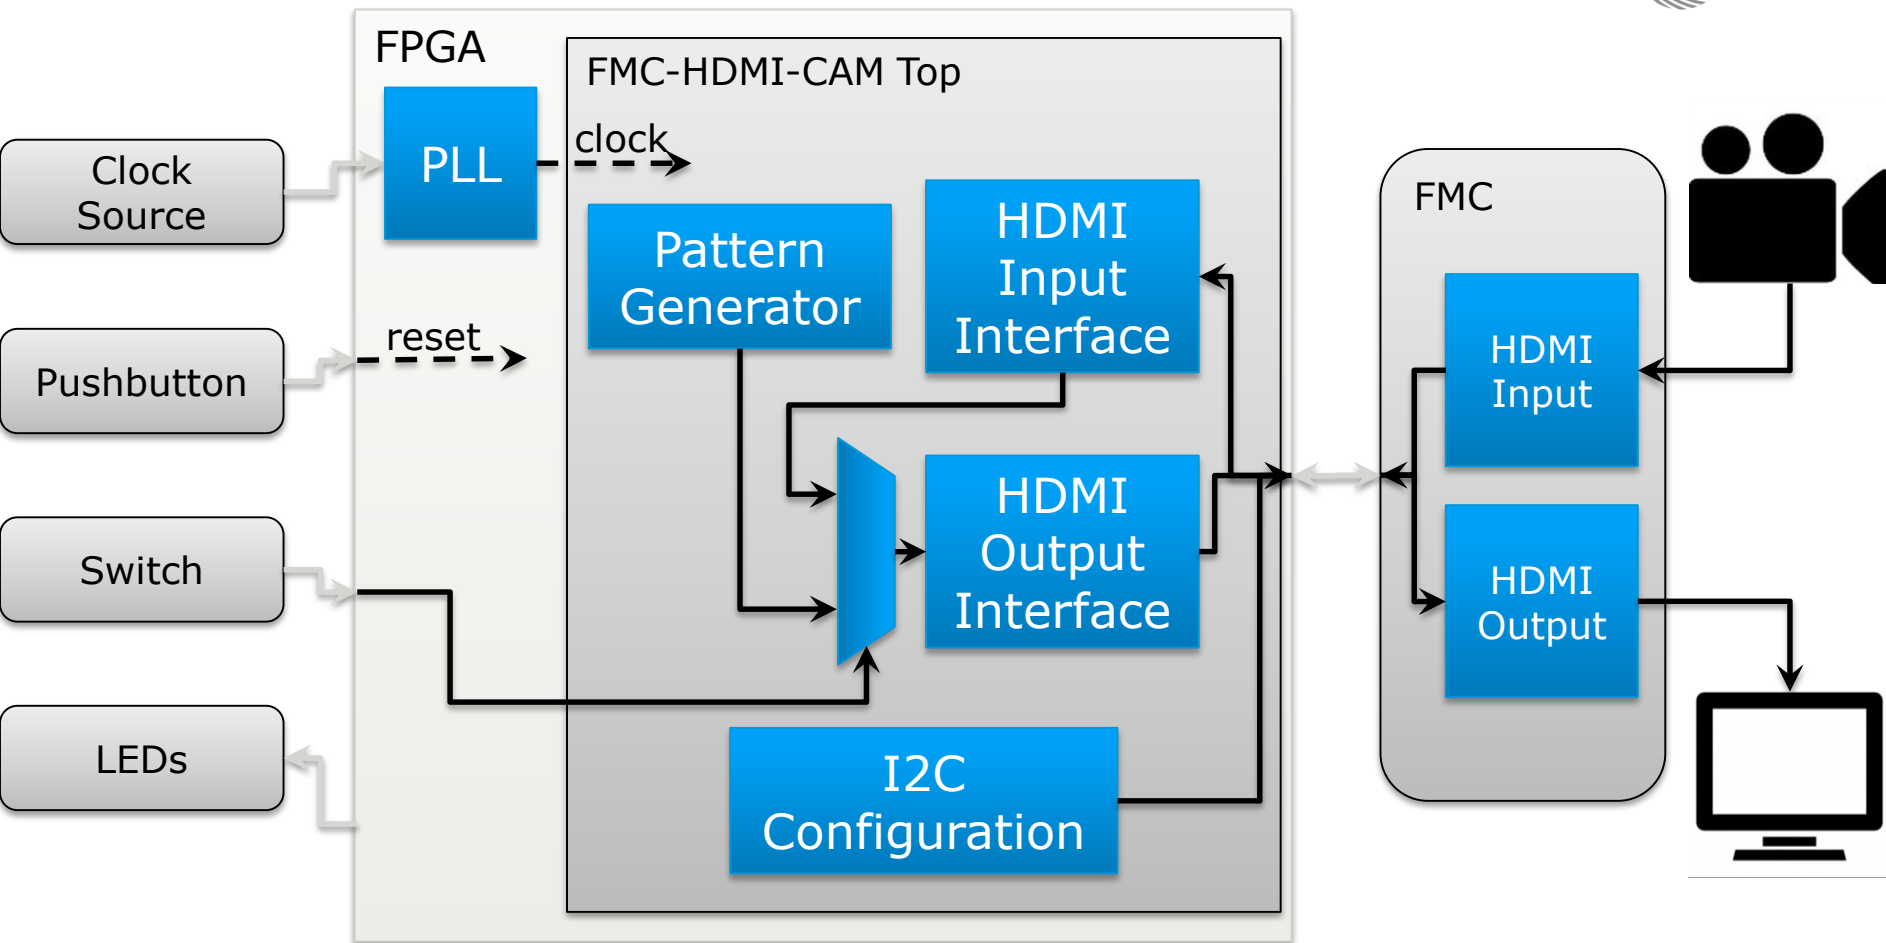 FPGA
FMC-HDMI-CAM Top
PLL
clock
Clock
Source
Pattern
Generator
HDMI
Input
Interface
FMC
reset
Pushbutton
HDMI
Input
HDMI
Output
Interface
Switch
HDMI
Output
LEDs
I2C
Configuration